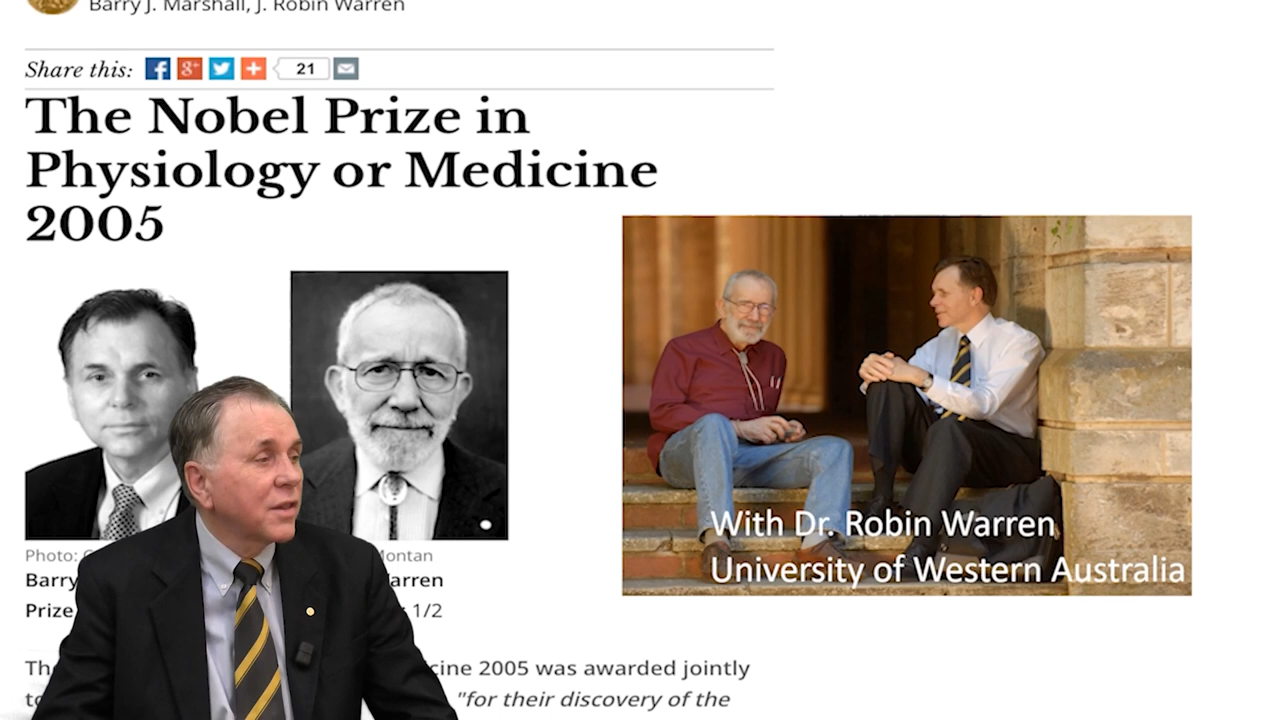 Barry J. Marshall, J. Robin Warren
Share this:
21
The Nobel Prize in
Physiology or Medicine
2005
Photo:
Montan
Barry
Prize
1/2
With Dr. Robin Warren
University of Western Australia
cine 2005 was awarded jointly
"for their discovery of the